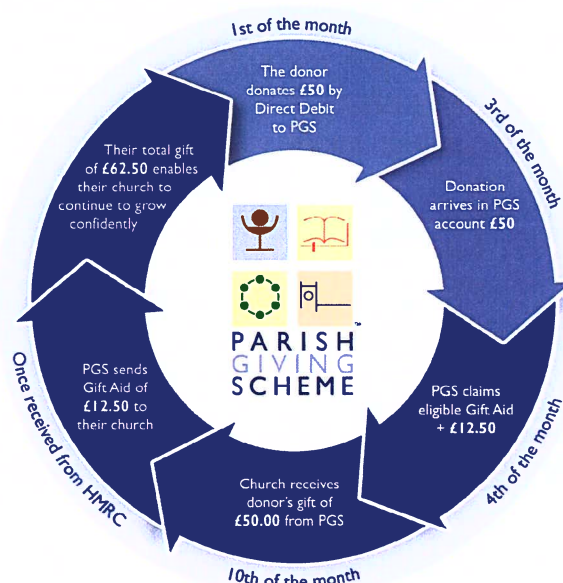 1st of the month
The donor
donates £50 by
Direct Debit
to PGS
3rd of the month
Donation
arrives in PGS
account £50
4th of the month
PGS claims
eligible Gift Aid
+ £12.50
10th of the month
Church receives
donor's gift of
£50.00 from PGS
Once received from HMRC
PGS sends
Gift Aid of
£12.50 to
their church
Their total gift
of £62.50 enables
their church to
continue to grow
confidently
PARISH
GIVING
SCHEME
™